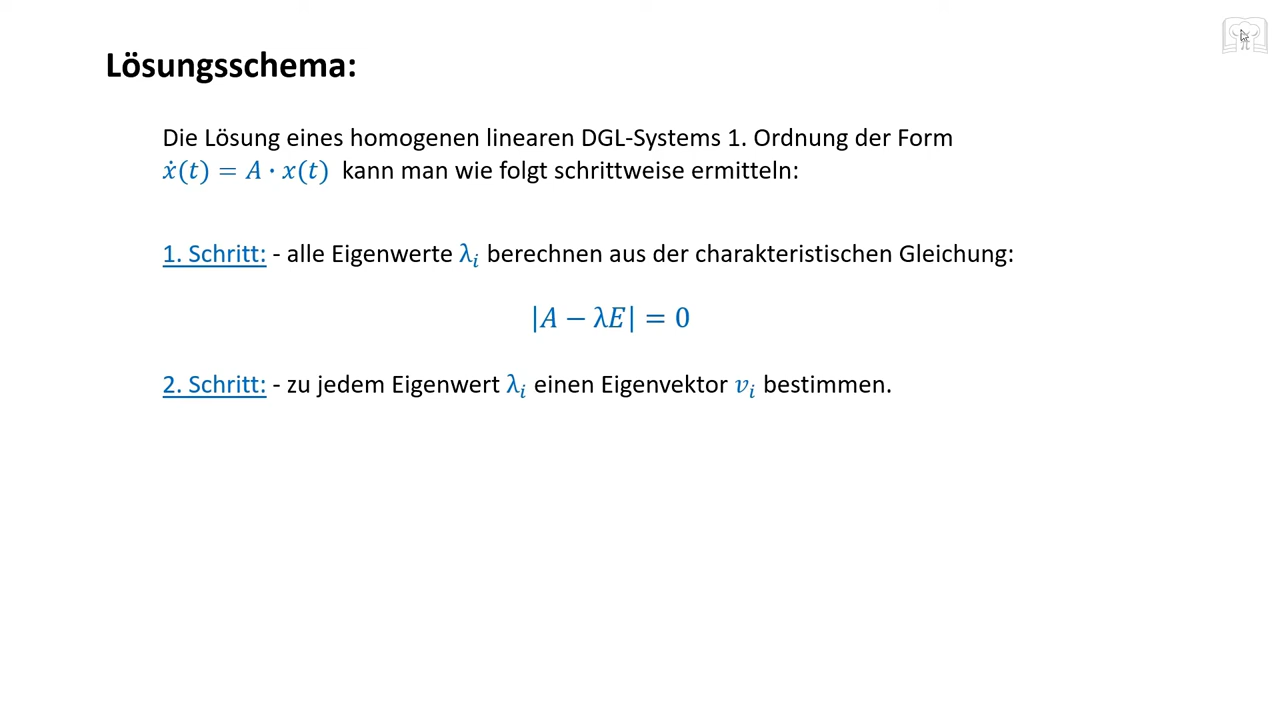 Lösungsschema:
Die Lösung eines homogenen linearen DGL-Systems 1. Ordnung der Form
ẋ(t) = A · x(t) kann man wie folgt schrittweise ermitteln:
1. Schritt: - alle Eigenwerte λᵢ berechnen aus der charakteristischen Gleichung:
|A − λE| = 0
2. Schritt: - zu jedem Eigenwert λᵢ einen Eigenvektor vᵢ bestimmen.